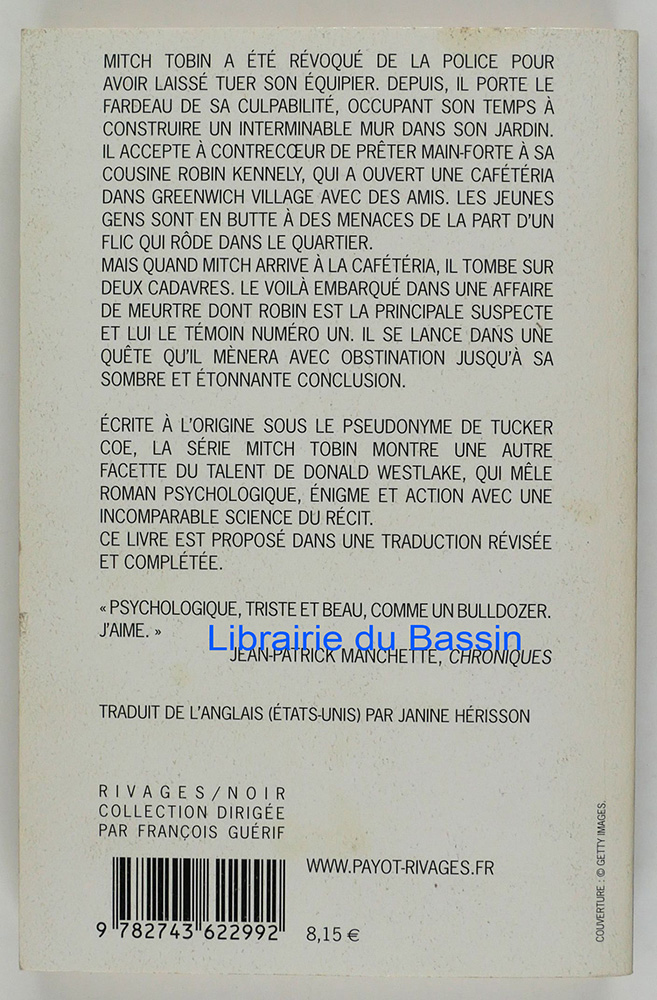 MITCH TOBIN A ÉTÉ RÉVOQUÉ DE LA POLICE POUR
AVOIR LAISSÉ TUER SON ÉQUIPIER. DEPUIS, IL PORTE LE
FARDEAU DE SA CULPABILITÉ, OCCUPANT SON TEMPS À
CONSTRUIRE UN INTERMINABLE MUR DANS SON JARDIN.
IL ACCEPTE À CONTRECŒUR DE PRÊTER MAIN-FORTE À SA
COUSINE ROBIN KENNELY, QUI A OUVERT UNE CAFÉTÉRIA
DANS GREENWICH VILLAGE AVEC DES AMIS. LES JEUNES
GENS SONT EN BUTTE À DES MENACES DE LA PART D'UN
FLIC QUI RÔDE DANS LE QUARTIER.
MAIS QUAND MITCH ARRIVE À LA CAFÉTÉRIA, IL TOMBE SUR
DEUX CADAVRES. LE VOILÀ EMBARQUÉ DANS UNE AFFAIRE
DE MEURTRE DONT ROBIN EST LA PRINCIPALE SUSPECTE
ET LUI LE TÉMOIN NUMÉRO UN. IL SE LANCE DANS UNE
QUÊTE QU'IL MÈNERA AVEC OBSTINATION JUSQU'À SA
SOMBRE ET ÉTONNANTE CONCLUSION.
ÉCRITE À L'ORIGINE SOUS LE PSEUDONYME DE TUCKER
COE, LA SÉRIE MITCH TOBIN MONTRE UNE AUTRE
FACETTE DU TALENT DE DONALD WESTLAKE, QUI MÊLE
ROMAN PSYCHOLOGIQUE, ÉNIGME ET ACTION AVEC UNE
INCOMPARABLE SCIENCE DU RÉCIT.
CE LIVRE EST PROPOSÉ DANS UNE TRADUCTION RÉVISÉE
ET COMPLÉTÉE.
« PSYCHOLOGIQUE, TRISTE ET BEAU, COMME UN BULLDOZER.
J'AIME. »
Librairie du Bassin
JEAN-PATRICK MANCHETTE, CHRONIQUES
TRADUIT DE L'ANGLAIS (ÉTATS-UNIS) PAR JANINE HÉRISSON
RIVAGES/NOIR
COLLECTION DIRIGÉE
PAR FRANÇOIS GUÉRIF
WWW.PAYOT-RIVAGES.FR
9 782743 622992
8,15 €
COUVERTURE : © GETTY IMAGES.